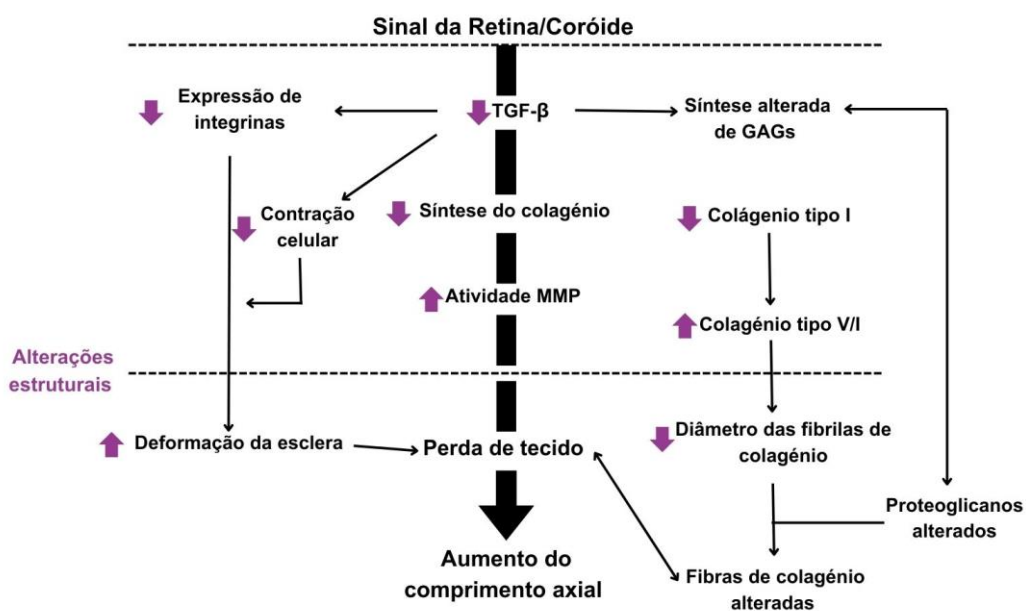 Sinal da Retina/Coróide
Expressão de
integrinas
TGF-β
Síntese alterada
de GAGs
Contração
celular
Síntese do colagénio
Colágenio tipo I
Atividade MMP
Colagénio tipo V/I
Alterações
estruturais
Deformação da esclera
Perda de tecido
Diâmetro das fibrilas de
colagénio
Proteoglicanos
alterados
Aumento do
comprimento axial
Fibras de colagénio
alteradas